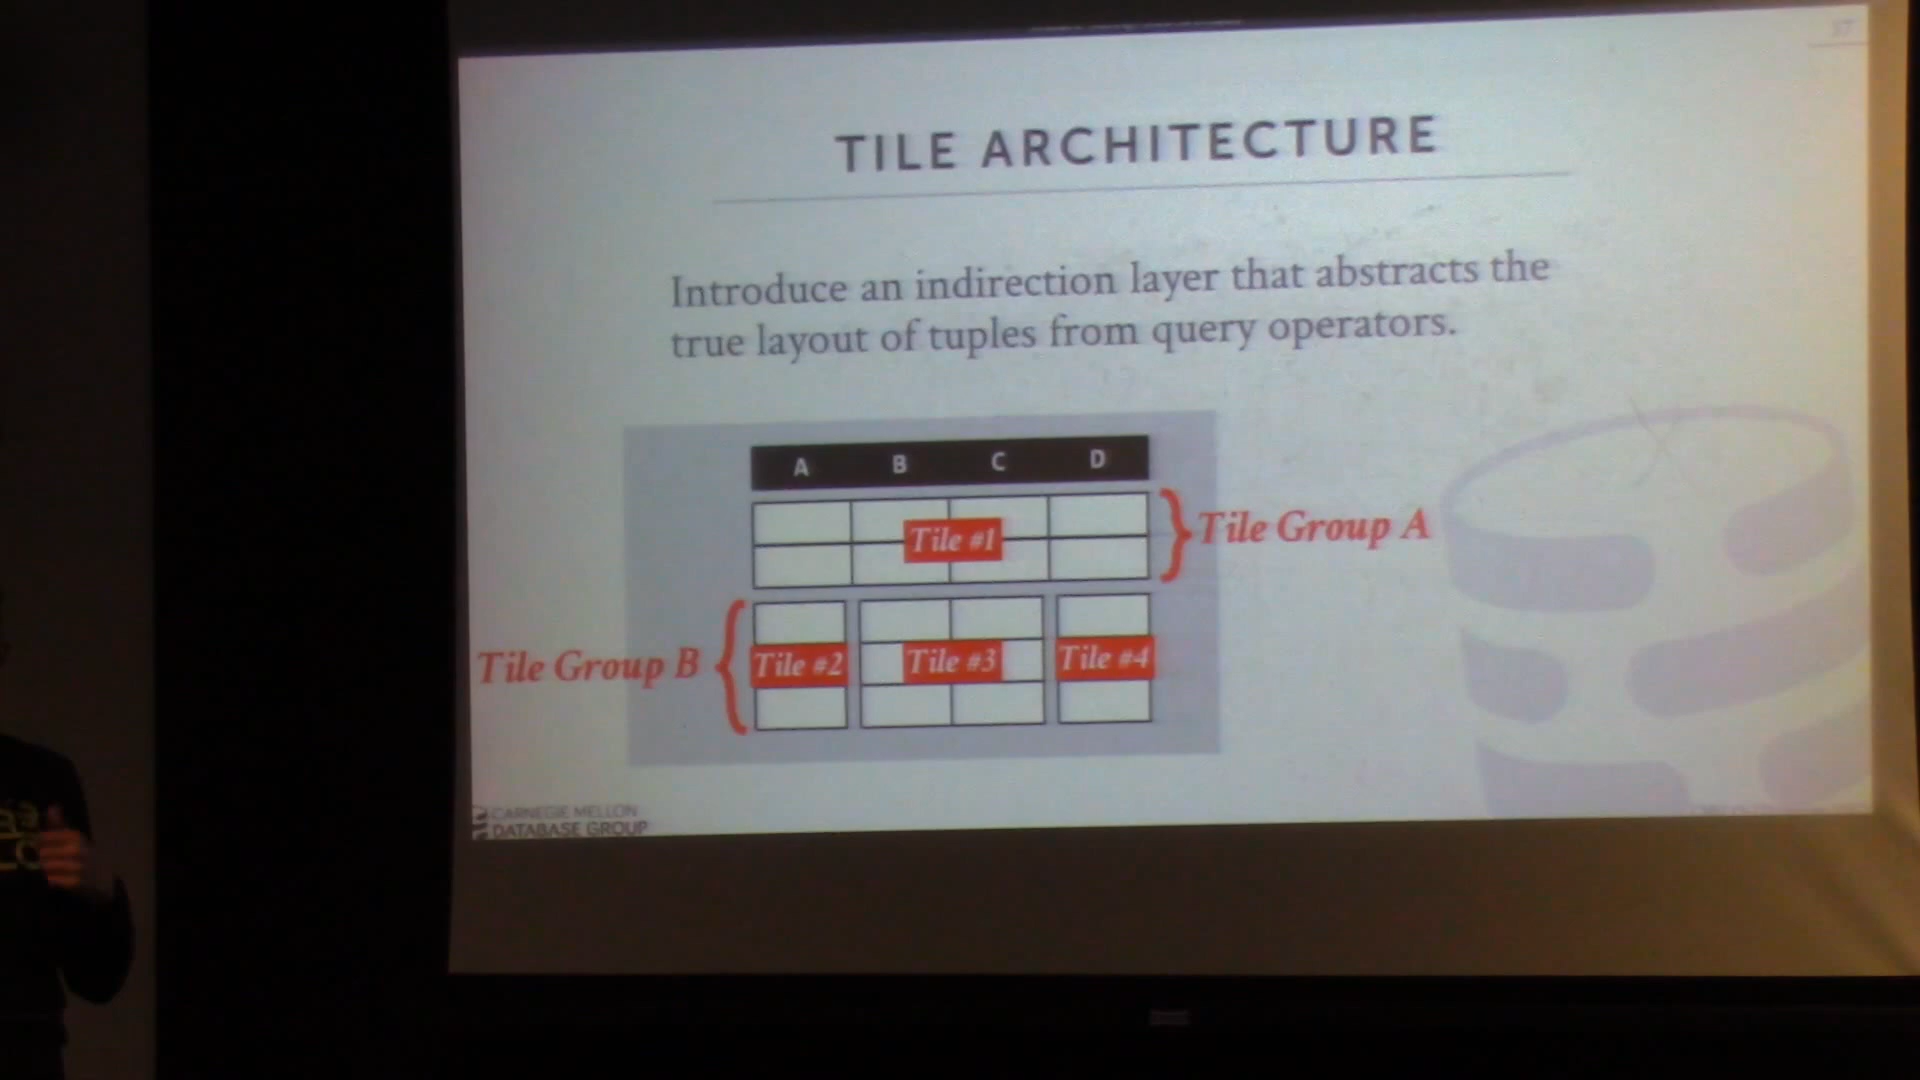 TILE ARCHITECTURE
Introduce an indirection layer that abstracts the
true layout of tuples from query operators.
A B C D
Tile #1
Tile Group A
Tile Group B
Tile #2 Tile #3 Tile #4
CARNEGIE MELLON
DATABASE GROUP